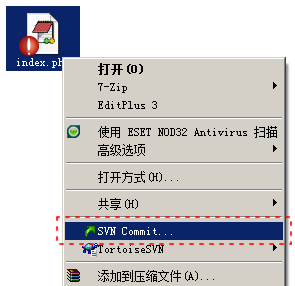 index.ph
打开(O)
7-Zip
EditPlus 3
使用 ESET NOD32 Antivirus 扫描
高级选项
打开方式(H)...
共享(H)
SVN Commit...
TortoiseSVN
添加到压缩文件(A)...